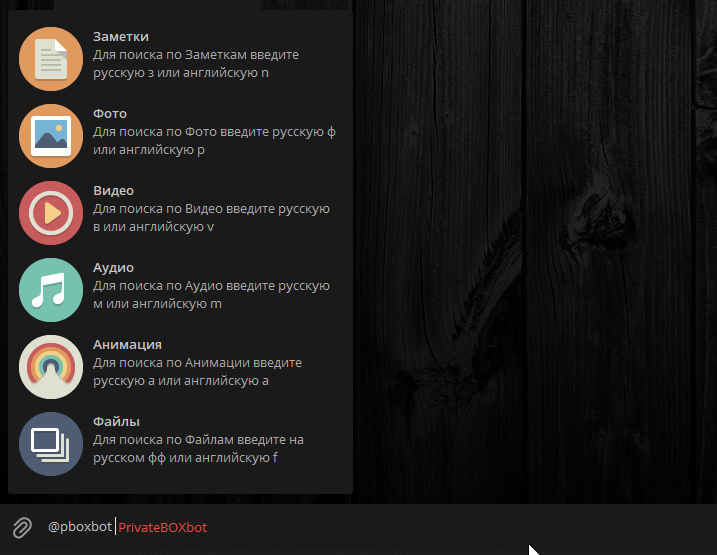 Заметки
Для поиска по Заметкам введите
русскую з или английскую n
Фото
Для поиска по Фото введите русскую ф
или английскую p
Видео
Для поиска по Видео введите русскую
в или английскую v
Аудио
Для поиска по Аудио введите русскую
м или английскую m
Анимация
Для поиска по Анимации введите
русскую а или английскую a
Файлы
Для поиска по Файлам введите на
русском фф или английскую f
@pboxbot PrivateBOXbot